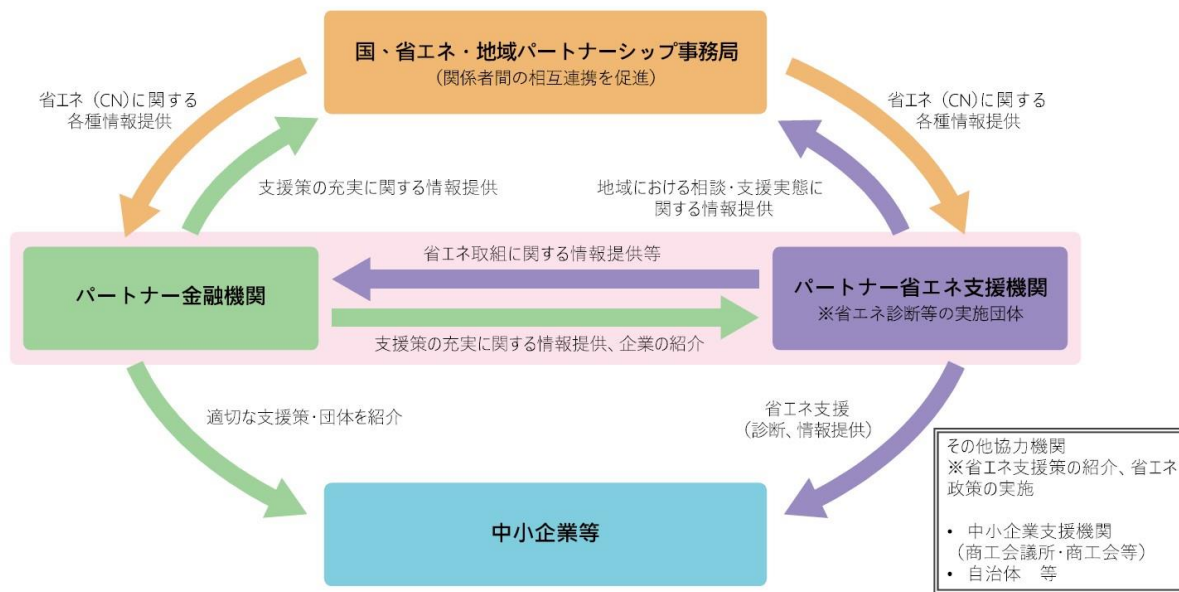 国、省エネ・地域パートナーシップ事務局
(関係者間の相互連携を促進)
省エネ (CN)に関する
各種情報提供
省エネ (CN)に関する
各種情報提供
支援策の充実に関する情報提供
地域における相談・支援実態に
関する情報提供
パートナー金融機関
省エネ取組に関する情報提供等
支援策の充実に関する情報提供、企業の紹介
パートナー省エネ支援機関
※省エネ診断等の実施団体
適切な支援策・団体を紹介
省エネ支援
(診断、情報提供)
中小企業等
その他協力機関
※省エネ支援策の紹介、省エネ
政策の実施
• 中小企業支援機関
(商工会議所・商工会等)
• 自治体 等